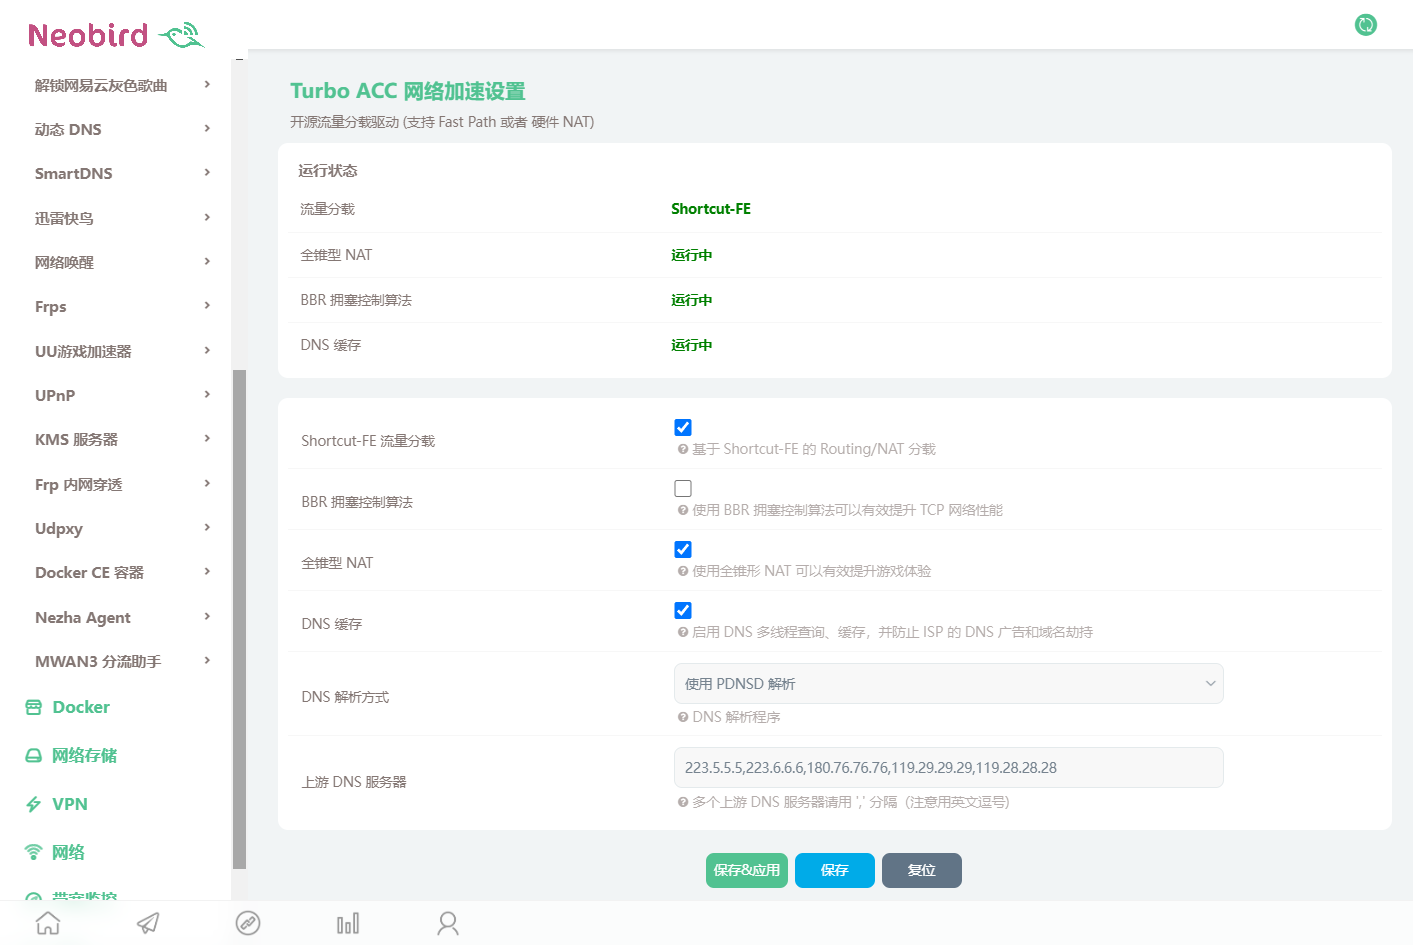 Neobird
解锁网易云灰色歌曲
动态 DNS
SmartDNS
迅雷快鸟
网络唤醒
Frps
UU游戏加速器
UPnP
KMS 服务器
Frp 内网穿透
Udpxy
Docker CE 容器
Nezha Agent
MWAN3 分流助手
Docker
网络存储
VPN
网络
带宽监控
Turbo ACC 网络加速设置
开源流量分载驱动 (支持 Fast Path 或者 硬件 NAT)
运行状态
流量分载 Shortcut-FE
全锥型 NAT 运行中
BBR 拥塞控制算法 运行中
DNS 缓存 运行中
Shortcut-FE 流量分载
基于 Shortcut-FE 的 Routing/NAT 分载
BBR 拥塞控制算法
使用 BBR 拥塞控制算法可以有效提升 TCP 网络性能
全锥型 NAT
使用全锥形 NAT 可以有效提升游戏体验
DNS 缓存
启用 DNS 多线程查询、缓存，并防止 ISP 的 DNS 广告和域名劫持
DNS 解析方式
使用 PDNSD 解析
DNS 解析程序
上游 DNS 服务器
223.5.5.5,223.6.6.6,180.76.76.76,119.29.29.29,119.28.28.28
多个上游 DNS 服务器请用 ',' 分隔（注意用英文逗号）
保存&应用 保存 复位